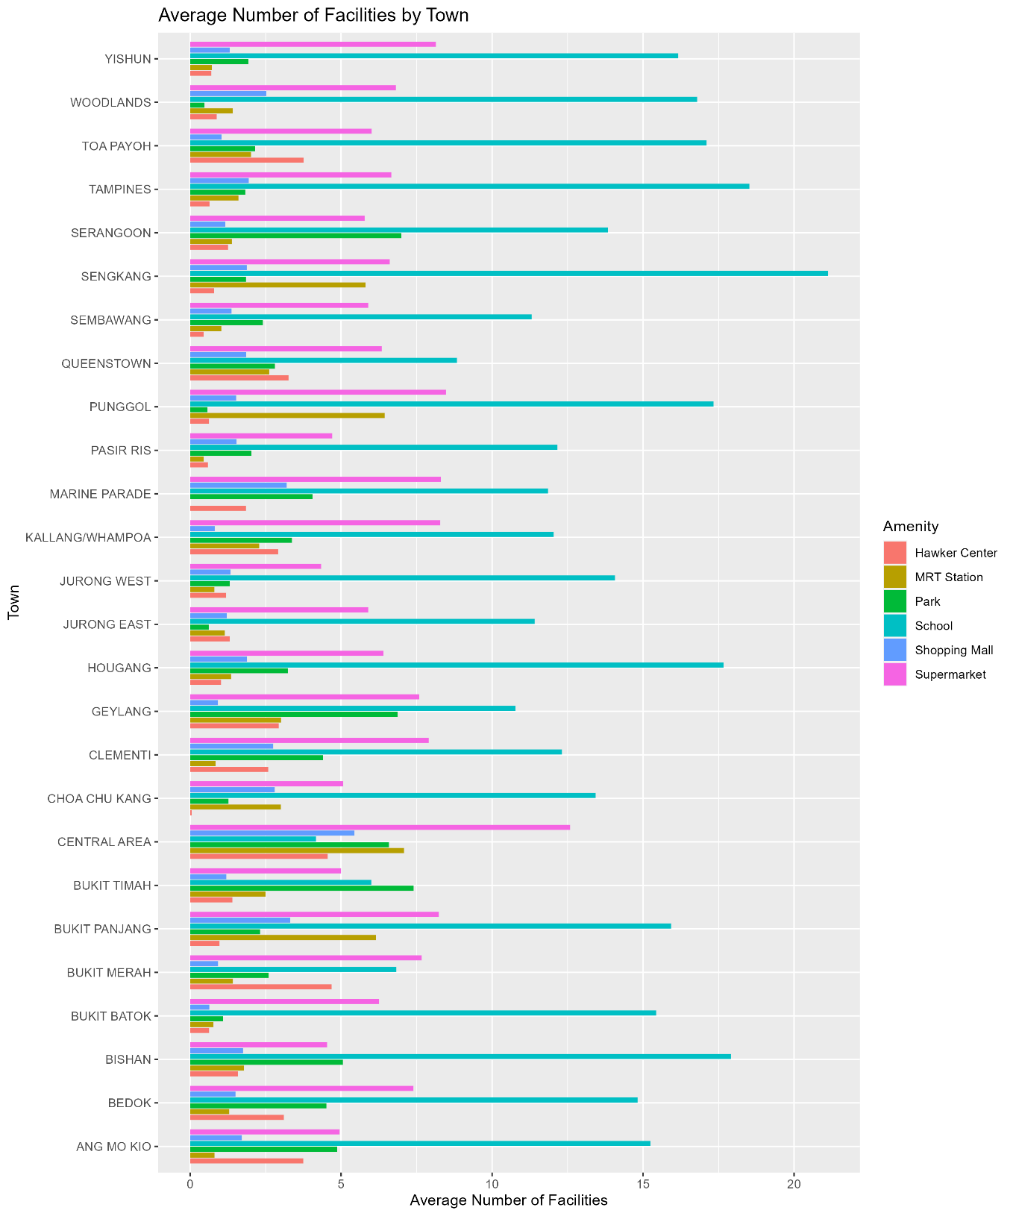 Average Number of Facilities by Town
YISHUN
WOODLANDS
TOA PAYOH
TAMPINES
SERANGOON
SENGKANG
SEMBAWANG
QUEENSTOWN
PUNGGOL
PASIR RIS
MARINE PARADE
KALLANG/WHAMPOA
JURONG WEST
JURONG EAST
HOUGANG
GEYLANG
CLEMENTI
CHOA CHU KANG
CENTRAL AREA
BUKIT TIMAH
BUKIT PANJANG
BUKIT MERAH
BUKIT BATOK
BISHAN
BEDOK
ANG MO KIO
Town
0 5 10 15 20
Average Number of Facilities
Amenity
Hawker Center
MRT Station
Park
School
Shopping Mall
Supermarket